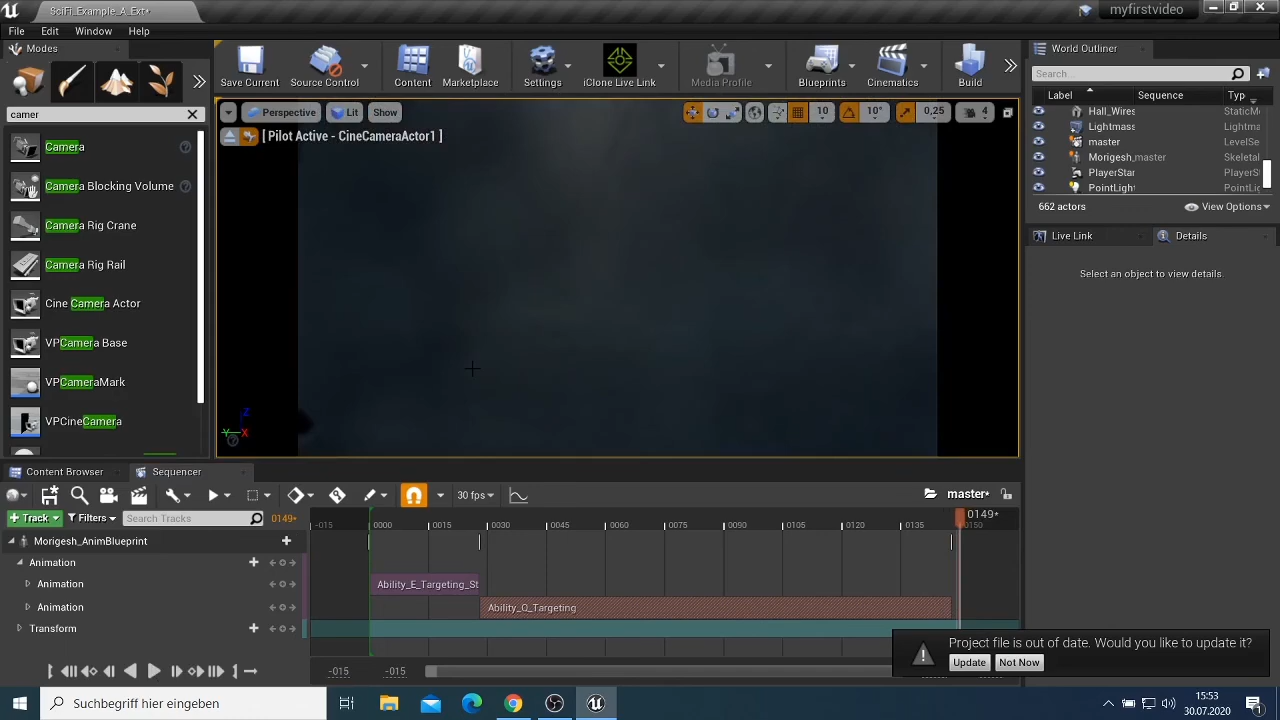 SciFi_Example_A_Ext*
myfirstvideo
File Edit Window Help
Modes
camer
Camera
Camera Blocking Volume
Camera Rig Crane
Camera Rig Rail
Cine Camera Actor
VPCamera Base
VPCameraMark
VPCineCamera
Save Current
Source Control
Content
Marketplace
Settings
iClone Live Link
Media Profile
Blueprints
Cinematics
Build
Perspective
Lit
Show
10
10°
0,25
4
[ Pilot Active - CineCameraActor1 ]
Z
Y X
World Outliner
Search...
Label Sequence Typ
Hall_Wires StaticM
Lightmass Lightma
master LevelSe
Morigesh_master Skeletal
PlayerStar PlayerS
PointLight PointLig
662 actors
View Options
Live Link
Details
Select an object to view details.
Content Browser
Sequencer
30 fps
master*
Track
Filters
Search Tracks
0149*
-015 0000 0015 0030 0045 0060 0075 0090 0105 0120 0135 0149* 0150
Morigesh_AnimBlueprint
Animation
Animation
Animation
Transform
Ability_E_Targeting_St
Ability_Q_Targeting
-015 -015
Project file is out of date. Would you like to update it?
Update
Not Now
Suchbegriff hier eingeben
15:53
30.07.2020
1